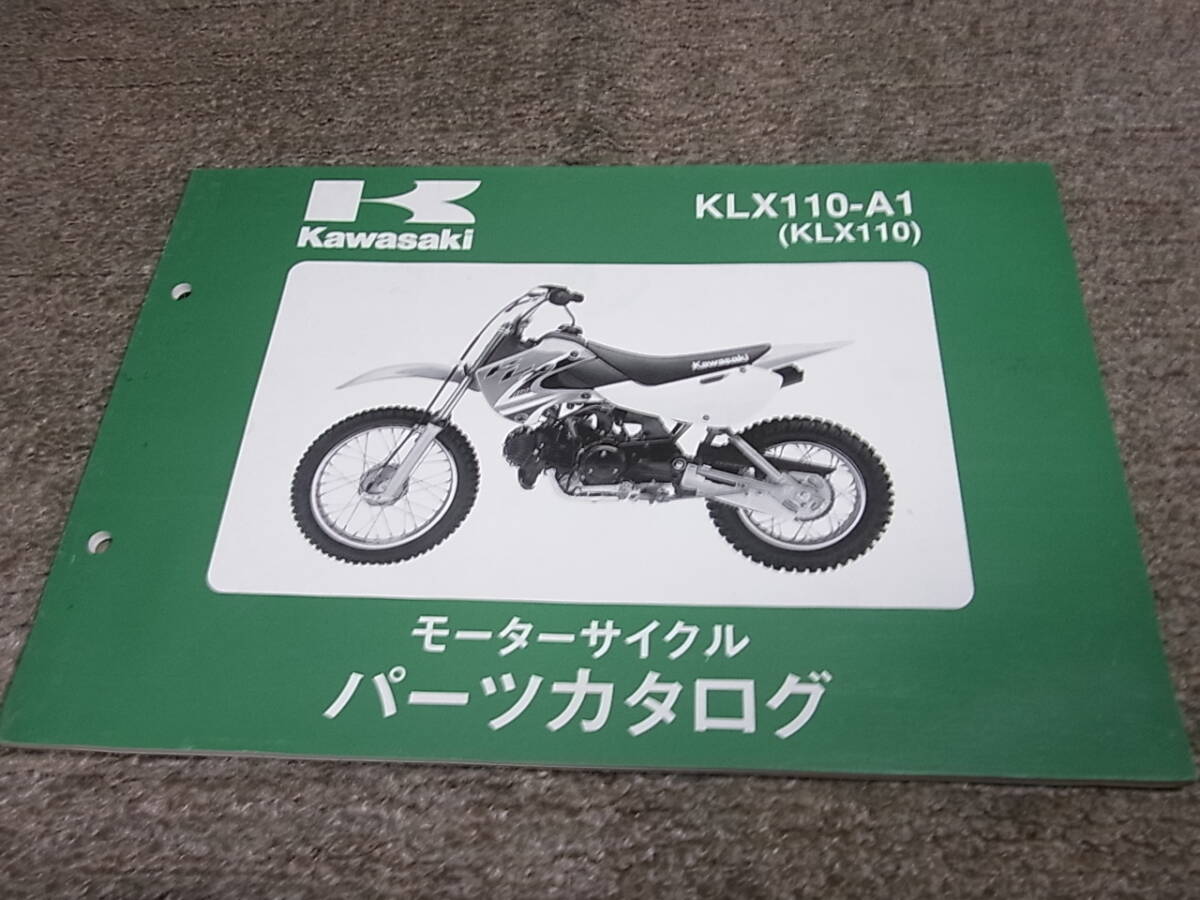 Kawasaki
KLX110-A1
(KLX110)
Kawasaki
モーターサイクル
パーツカタログ